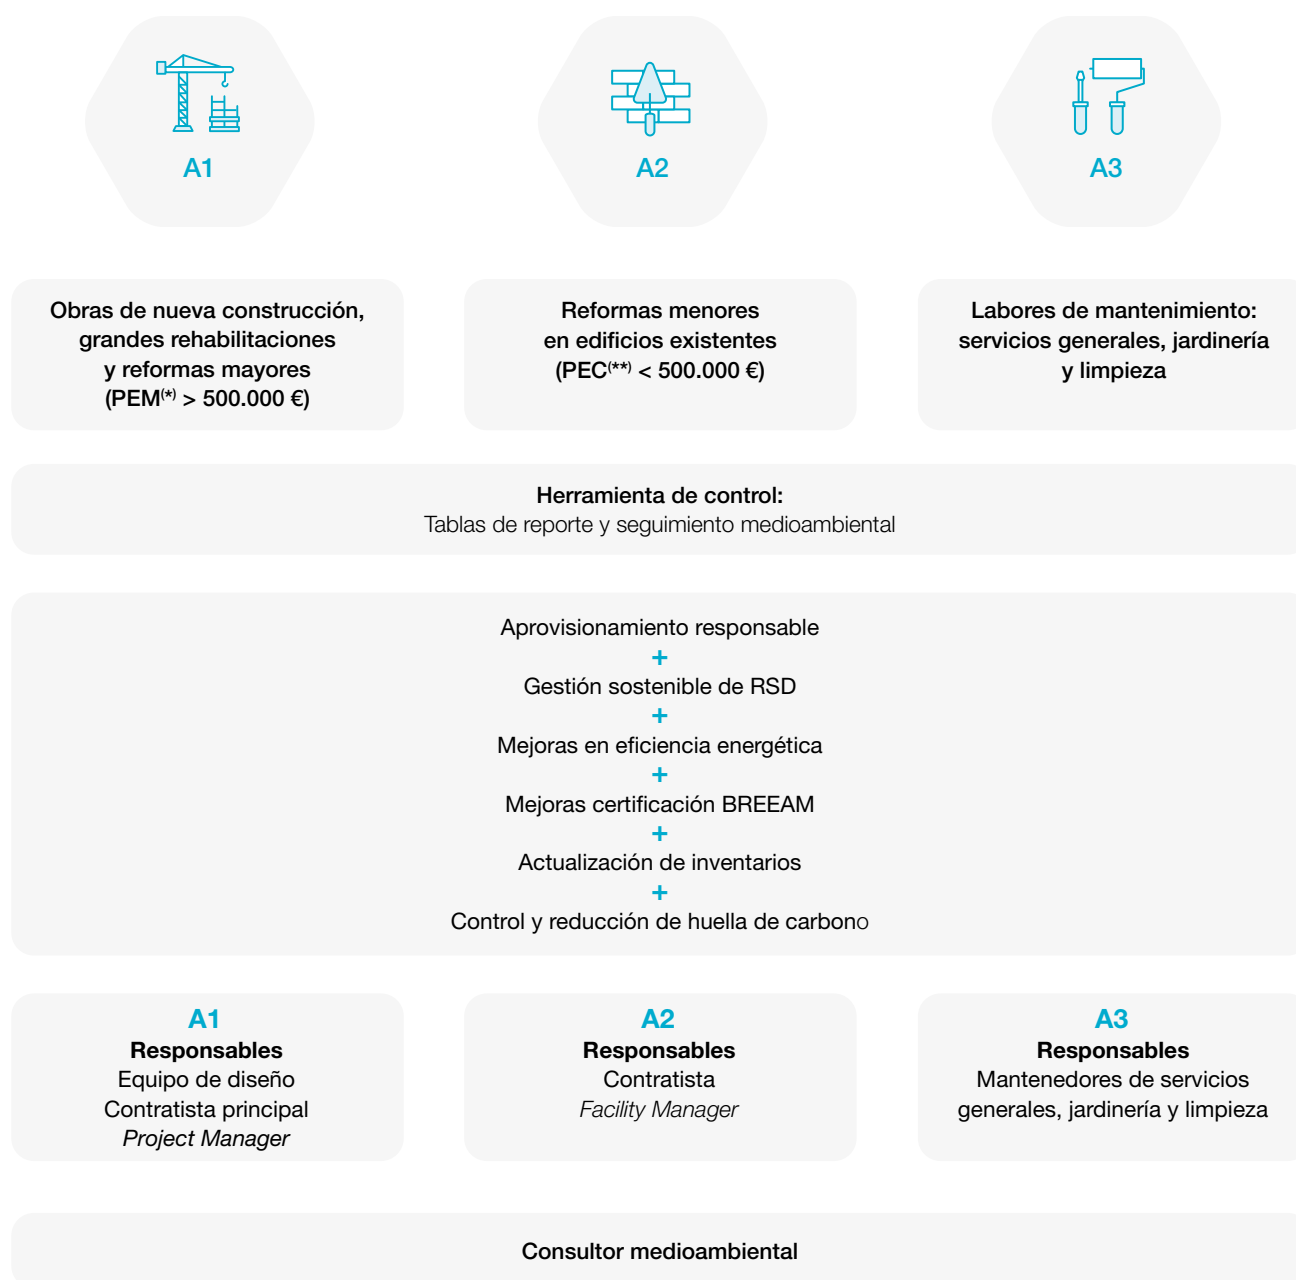 A1
A2
A3
Obras de nueva construcción,
grandes rehabilitaciones
y reformas mayores
(PEM(*) > 500.000 €)
Reformas menores
en edificios existentes
(PEC(**) < 500.000 €)
Labores de mantenimiento:
servicios generales, jardinería
y limpieza
Herramienta de control:
Tablas de reporte y seguimiento medioambiental
Aprovisionamiento responsable
+
Gestión sostenible de RSD
+
Mejoras en eficiencia energética
+
Mejoras certificación BREEAM
+
Actualización de inventarios
+
Control y reducción de huella de carbono
A1
Responsables
Equipo de diseño
Contratista principal
Project Manager
A2
Responsables
Contratista
Facility Manager
A3
Responsables
Mantenedores de servicios
generales, jardinería y limpieza
Consultor medioambiental